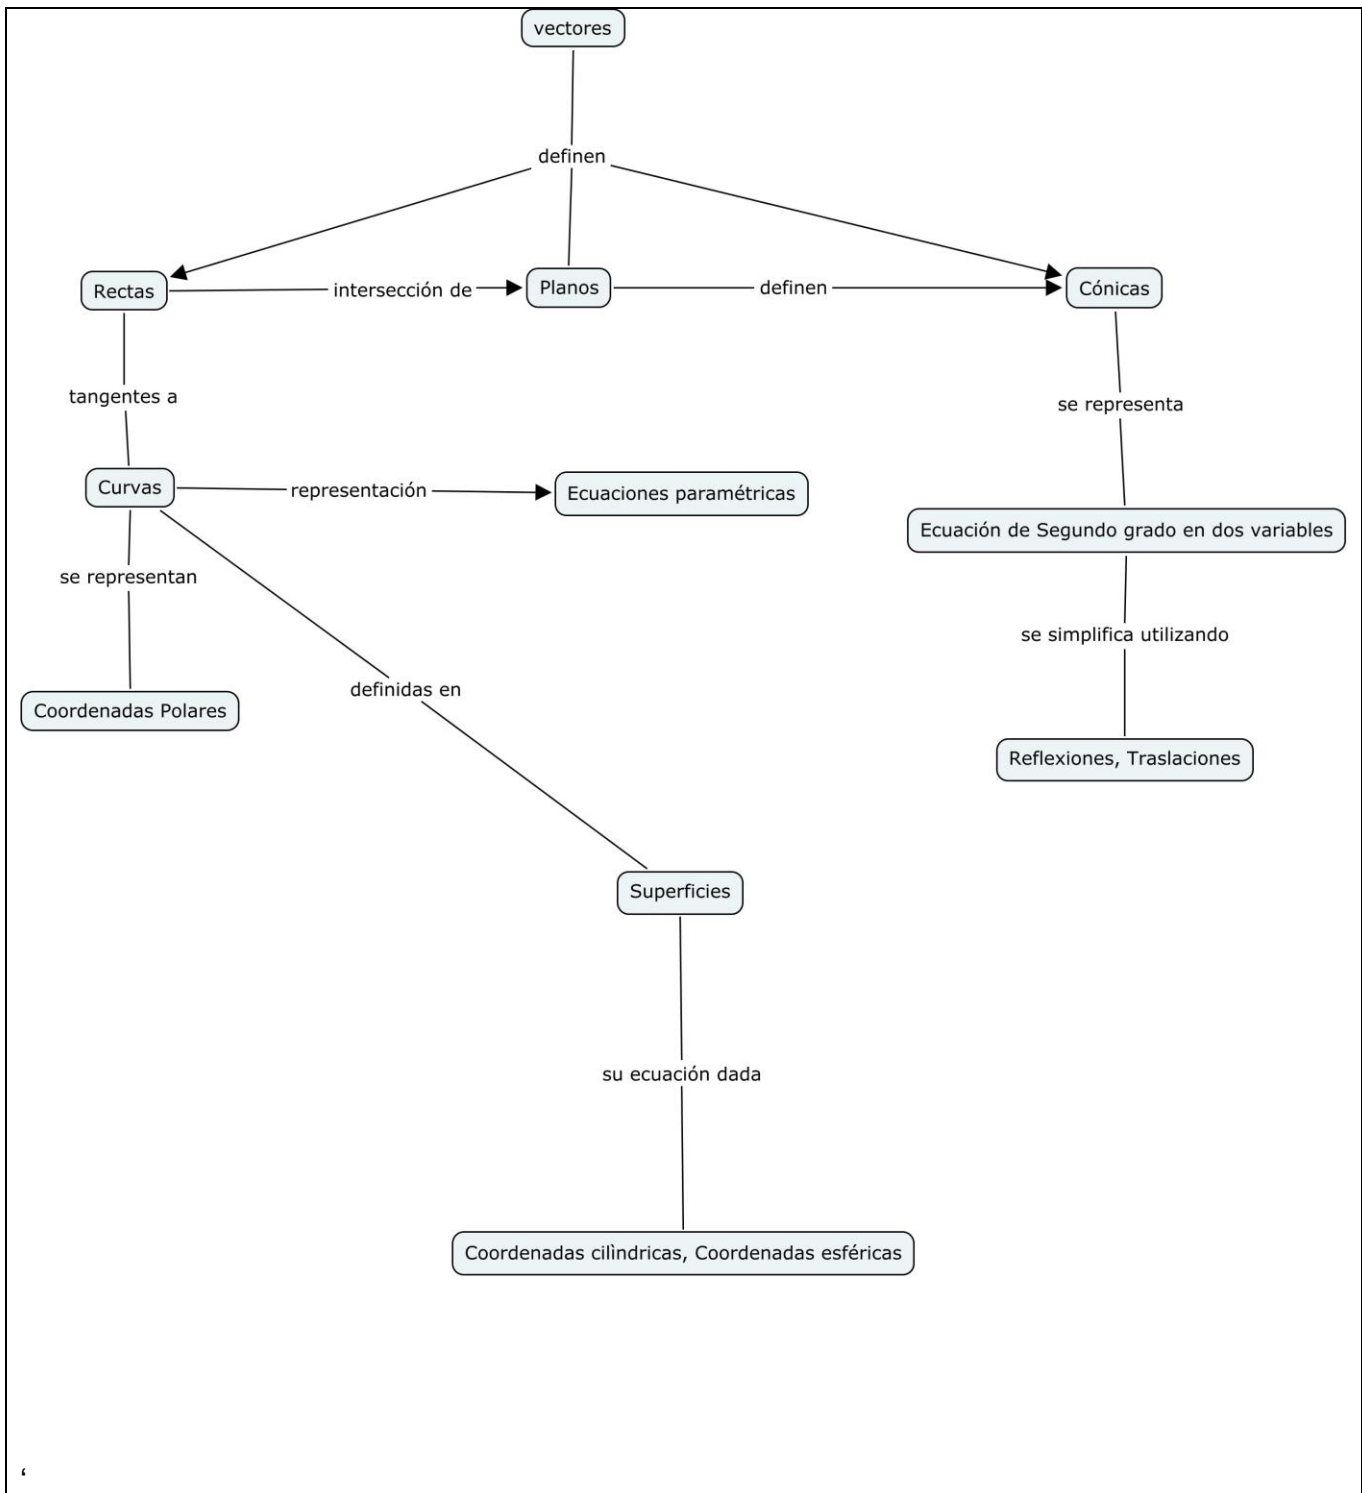 vectores
definen
Rectas
intersección de
Planos
definen
Cónicas
tangentes a
se representa
Curvas
representación
Ecuaciones paramétricas
Ecuación de Segundo grado en dos variables
se representan
se simplifica utilizando
definidas en
Coordenadas Polares
Reflexiones, Traslaciones
Superficies
su ecuación dada
Coordenadas cilìndricas, Coordenadas esféricas
‘